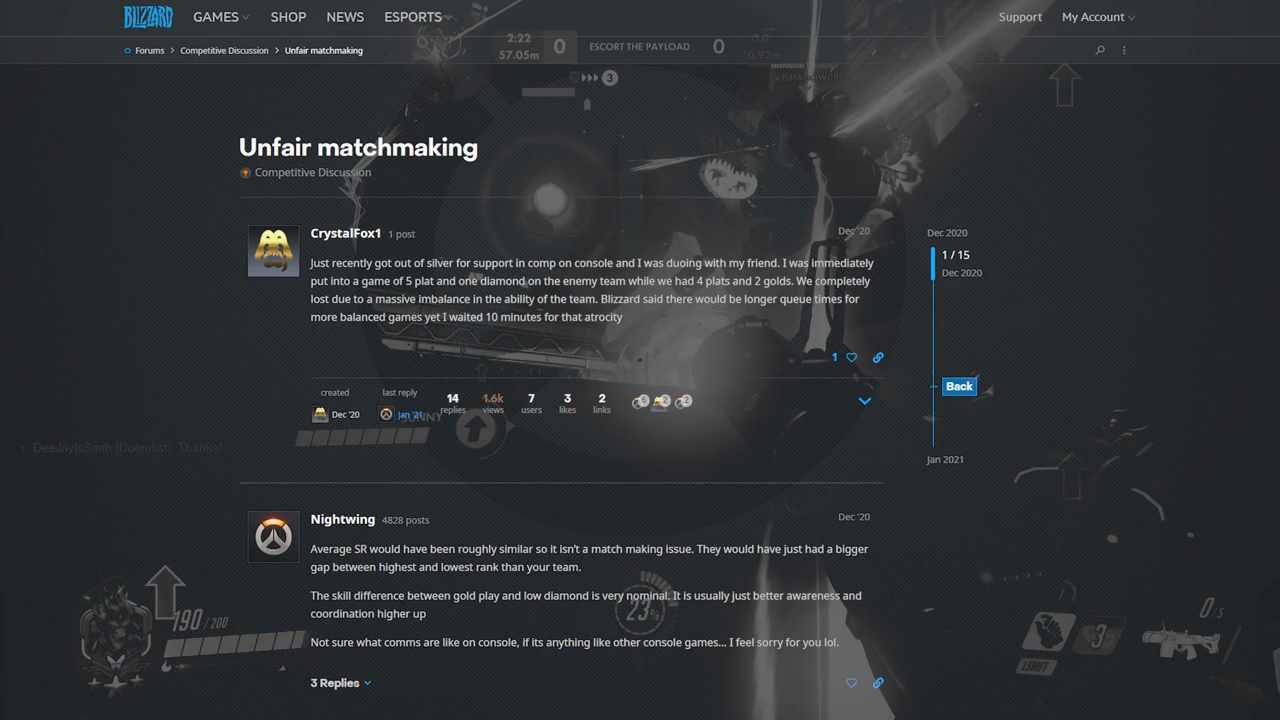 BLIZZARD GAMES SHOP NEWS ESPORTS Support My Account
2:22 0 ESCORT THE PAYLOAD 0
57.05m
Forums > Competitive Discussion > Unfair matchmaking
3
Unfair matchmaking
Competitive Discussion
CrystalFox1 1 post Dec '20
Just recently got out of silver for support in comp on console and I was duoing with my friend. I was immediately
put into a game of 5 plat and one diamond on the enemy team while we had 4 plats and 2 golds. We completely
lost due to a massive imbalance in the ability of the team. Blizzard said there would be longer queue times for
more balanced games yet I waited 10 minutes for that atrocity
1
Dec 2020
1 / 15
Dec 2020
Back
Jan 2021
created last reply 14 1.6k 7 3 2 6 2 2
Dec '20 Jan '21 replies views users likes links
DeeJayIsSmth (Doomfist), Thanks!
Nightwing 4828 posts Dec '20
Average SR would have been roughly similar so it isn't a match making issue. They would have just had a bigger
gap between highest and lowest rank than your team.
The skill difference between gold play and low diamond is very nominal. It is usually just better awareness and
coordination higher up
Not sure what comms are like on console, if its anything like other console games... I feel sorry for you lol.
3 Replies
190 / 200
23%
3
LSHIFT
0/5